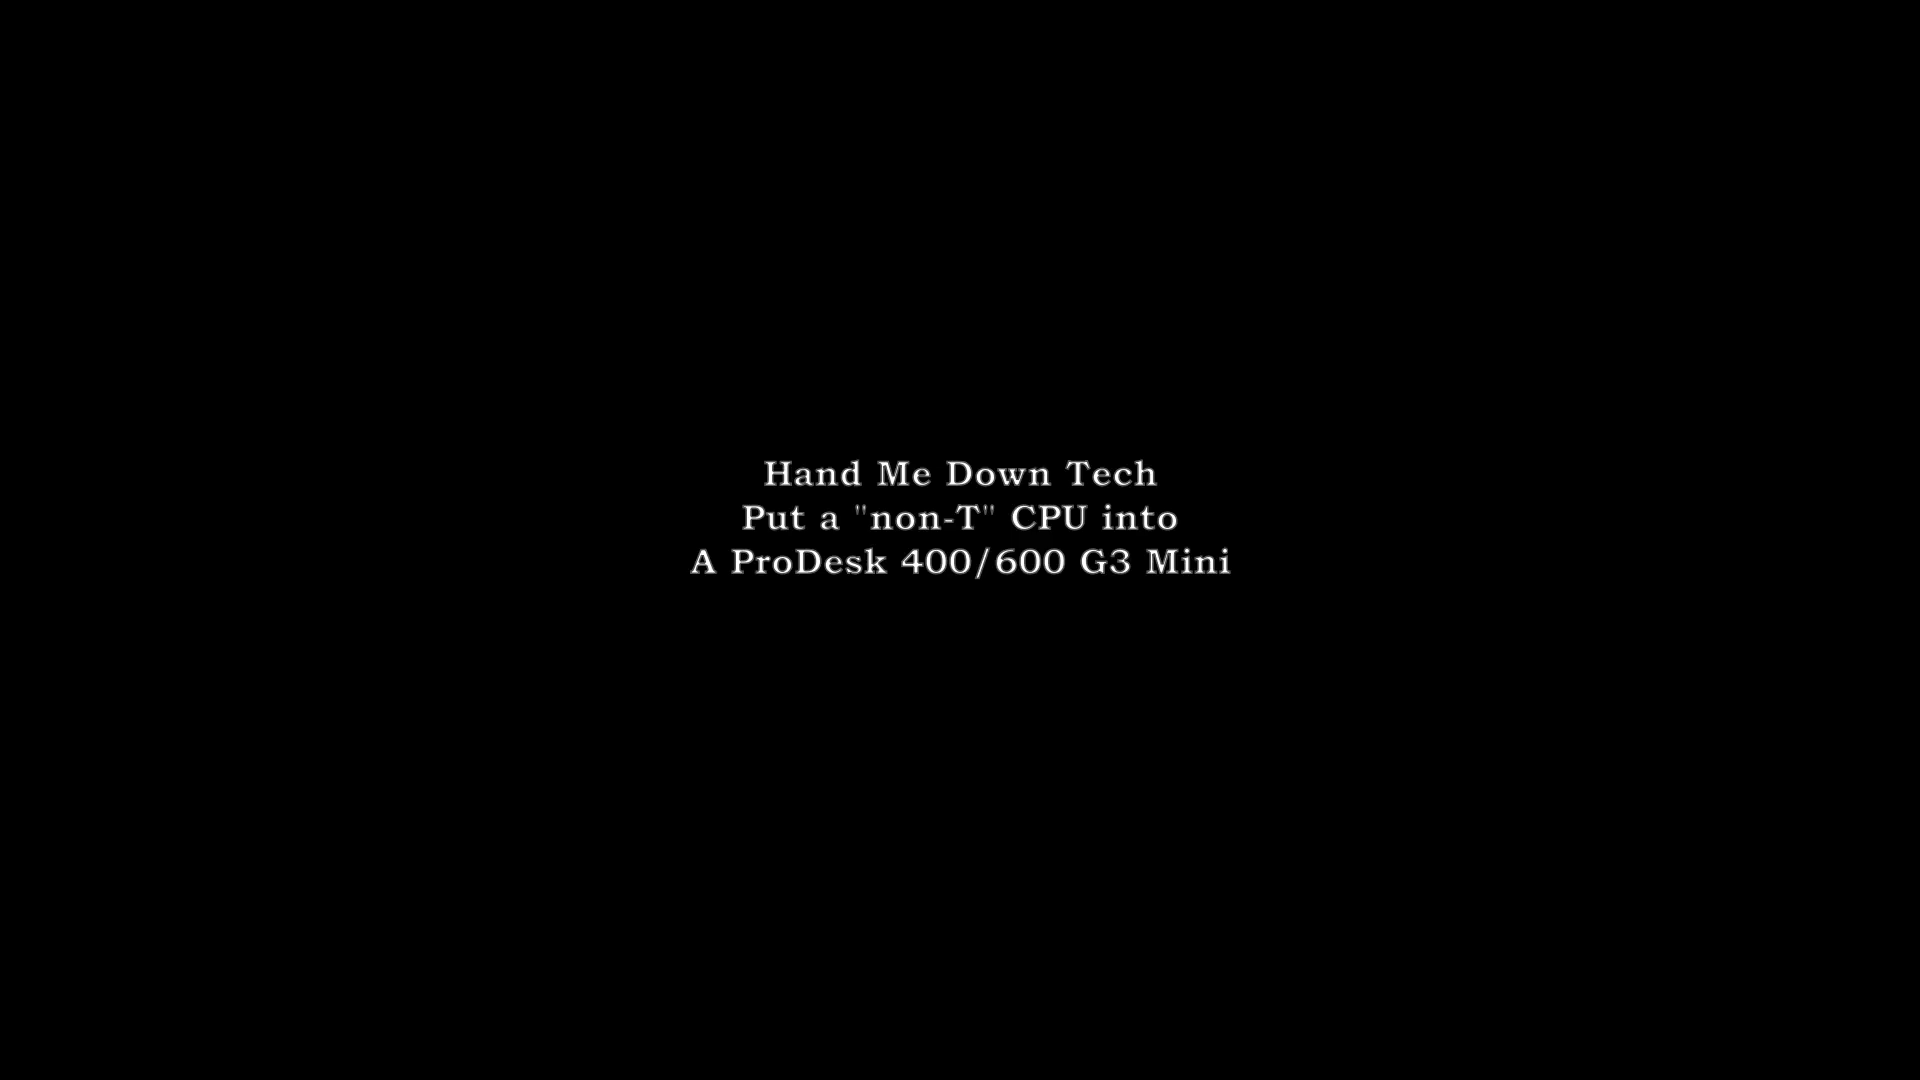 Hand Me Down Tech
Put a "non-T" CPU into
A ProDesk 400/600 G3 Mini